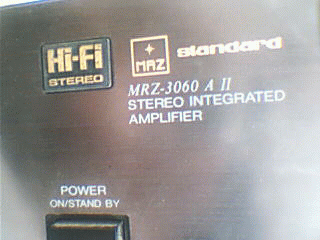 Hi-Fi
STEREO
MRZ
standard
MRZ-3060 A II
STEREO INTEGRATED
AMPLIFIER
POWER
ON/STAND BY